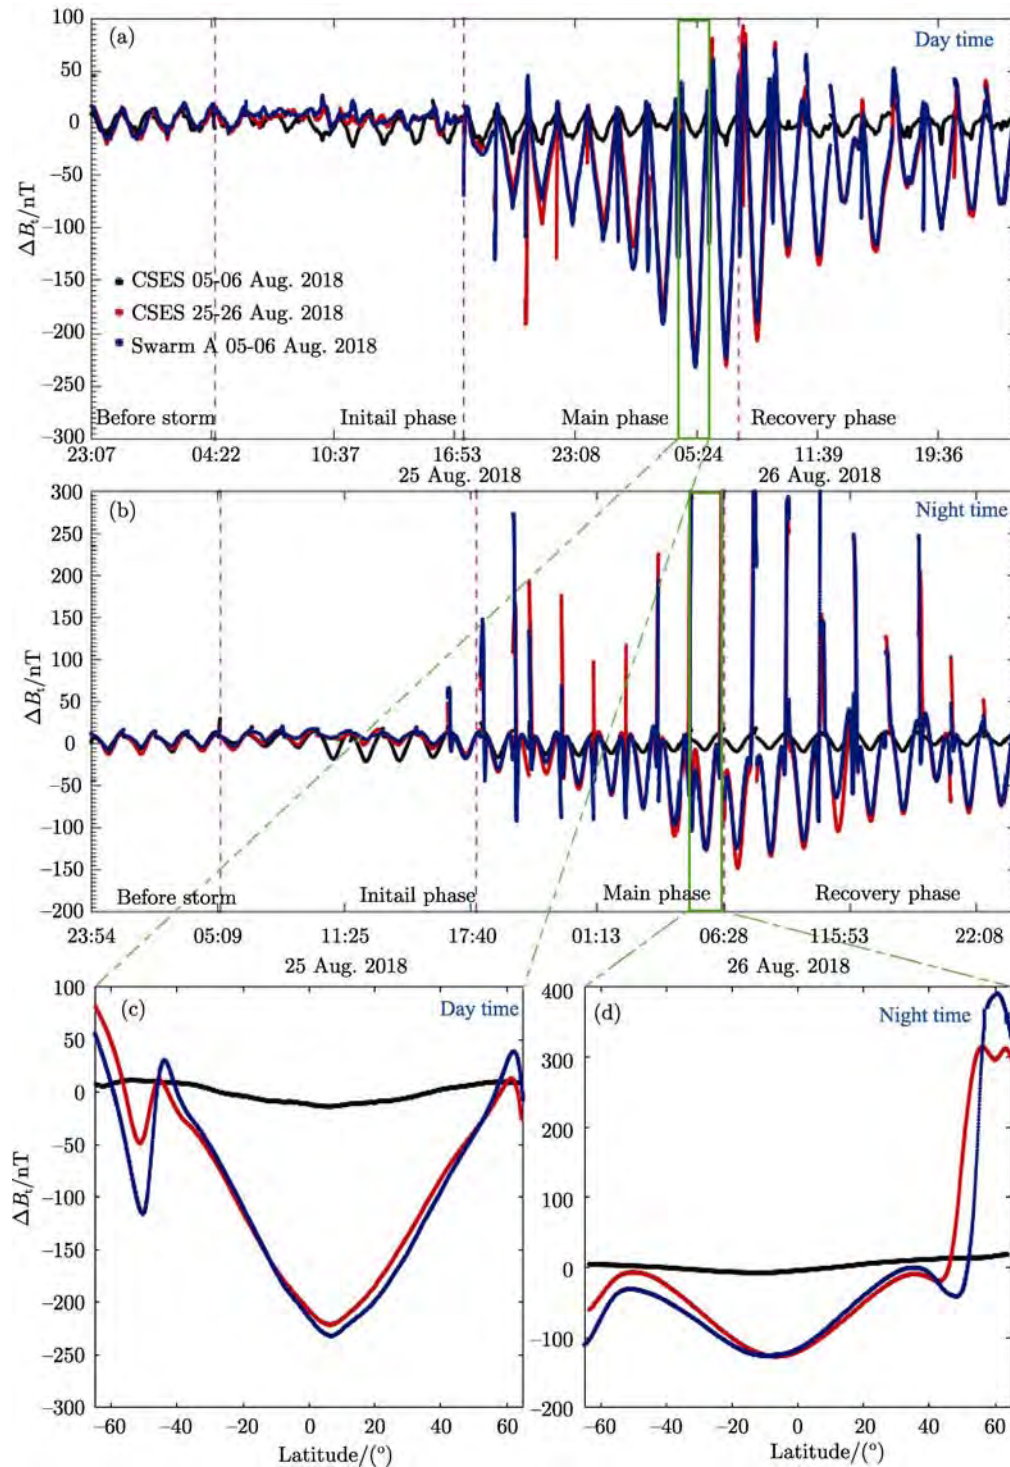 100
(a)
Day time
50
0
−50
ΔBt/nT
−100
−150
CSES 05-06 Aug. 2018
CSES 25-26 Aug. 2018
−200
Swarm A 05-06 Aug. 2018
−250
Before storm
Initail phase
Main phase
Recovery phase
−300
23:07 04:22 10:37 16:53 23:08 05:24 11:39 19:36
25 Aug. 2018 26 Aug. 2018
300
(b)
Night time
250
200
150
100
ΔBt/nT
50
0
−50
−100
−150
Before storm
Initail phase
Main phase
Recovery phase
−200
23:54 05:09 11:25 17:40 01:13 06:28 115:53 22:08
25 Aug. 2018 26 Aug. 2018
100
(c)
Day time
50
0
−50
ΔBt/nT
−100
−150
−200
−250
−300
−60 −40 −20 0 20 40 60
Latitude/(°)
400
(d)
Night time
300
200
100
0
−100
−200
−60 −40 −20 0 20 40 60
Latitude/(°)